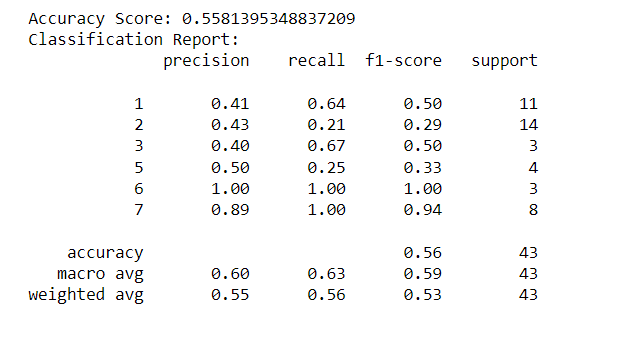 Accuracy Score: 0.5581395348837209
Classification Report:
precision recall f1-score support
1 0.41 0.64 0.50 11
2 0.43 0.21 0.29 14
3 0.40 0.67 0.50 3
5 0.50 0.25 0.33 4
6 1.00 1.00 1.00 3
7 0.89 1.00 0.94 8
accuracy 0.56 43
macro avg 0.60 0.63 0.59 43
weighted avg 0.55 0.56 0.53 43